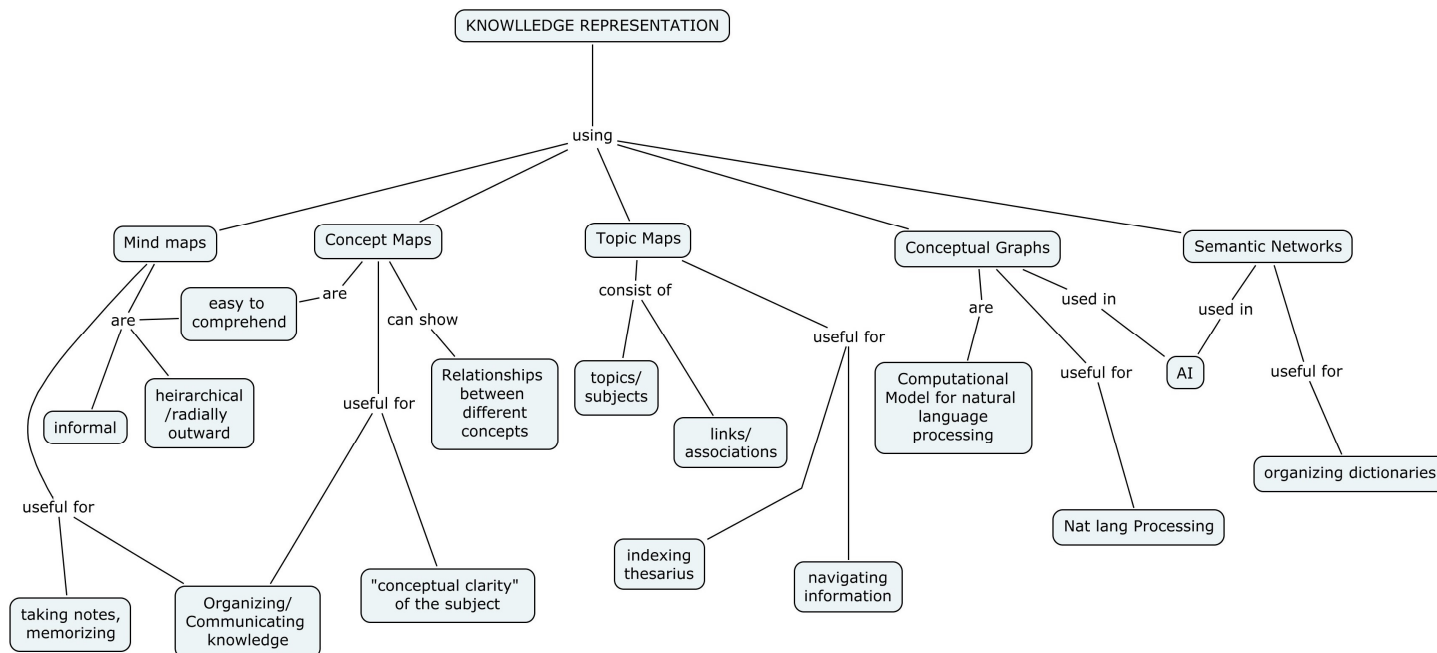 KNOWLLEDGE REPRESENTATION
using
Mind maps
Concept Maps
Topic Maps
Conceptual Graphs
Semantic Networks
are
easy to
comprehend
are
can show
consist of
useful for
are
used in
used in
informal
heirarchical
/radially
outward
useful for
Relationships
between
different
concepts
topics/
subjects
links/
associations
Computational
Model for natural
language
processing
useful for
AI
useful for
organizing dictionaries
useful for
Nat lang Processing
taking notes,
memorizing
Organizing/
Communicating
knowledge
"conceptual clarity"
of the subject
indexing
thesarius
navigating
information